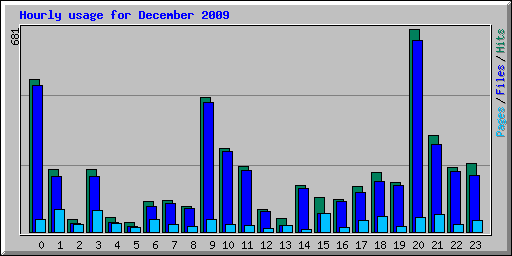 Hourly usage for December 2009
681
Pages / Files / Hits
0 1 2 3 4 5 6 7 8 9 10 11 12 13 14 15 16 17 18 19 20 21 22 23